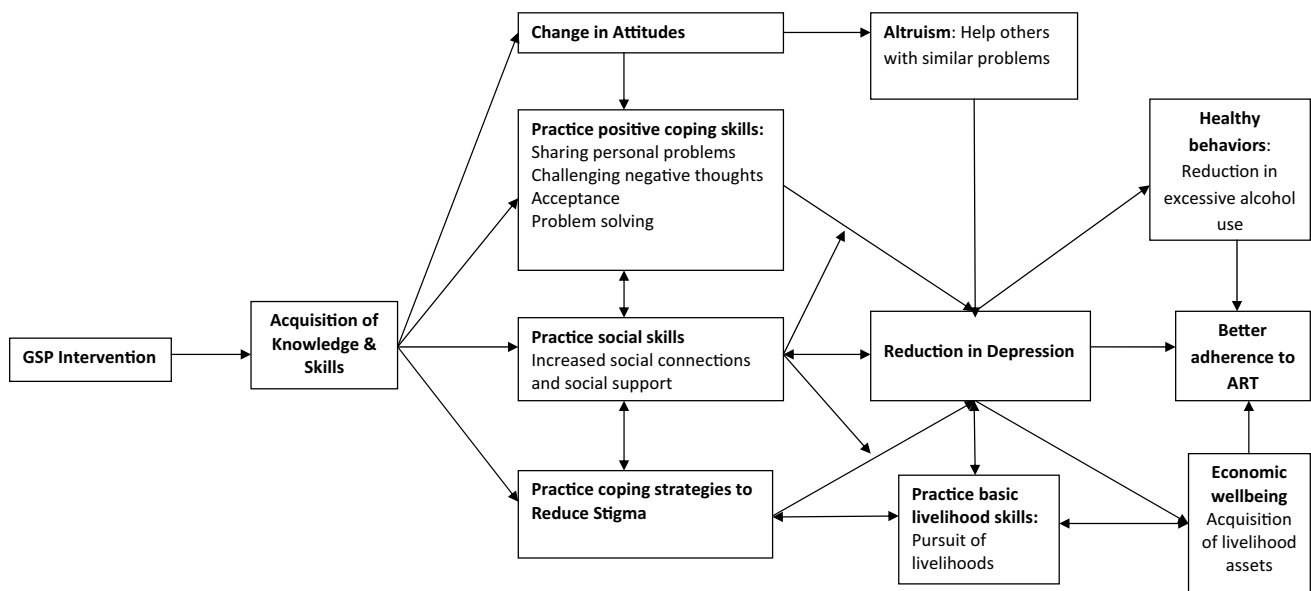 GSP Intervention
Acquisition of
Knowledge &
Skills
Change in Attitudes
Practice positive coping skills:
Sharing personal problems
Challenging negative thoughts
Acceptance
Problem solving
Practice social skills
Increased social connections
and social support
Practice coping strategies to
Reduce Stigma
Altruism: Help others
with similar problems
Reduction in Depression
Practice basic
livelihood skills:
Pursuit of
livelihoods
Healthy
behaviors:
Reduction in
excessive alcohol
use
Better
adherence to
ART
Economic
wellbeing
Acquisition
of livelihood
assets